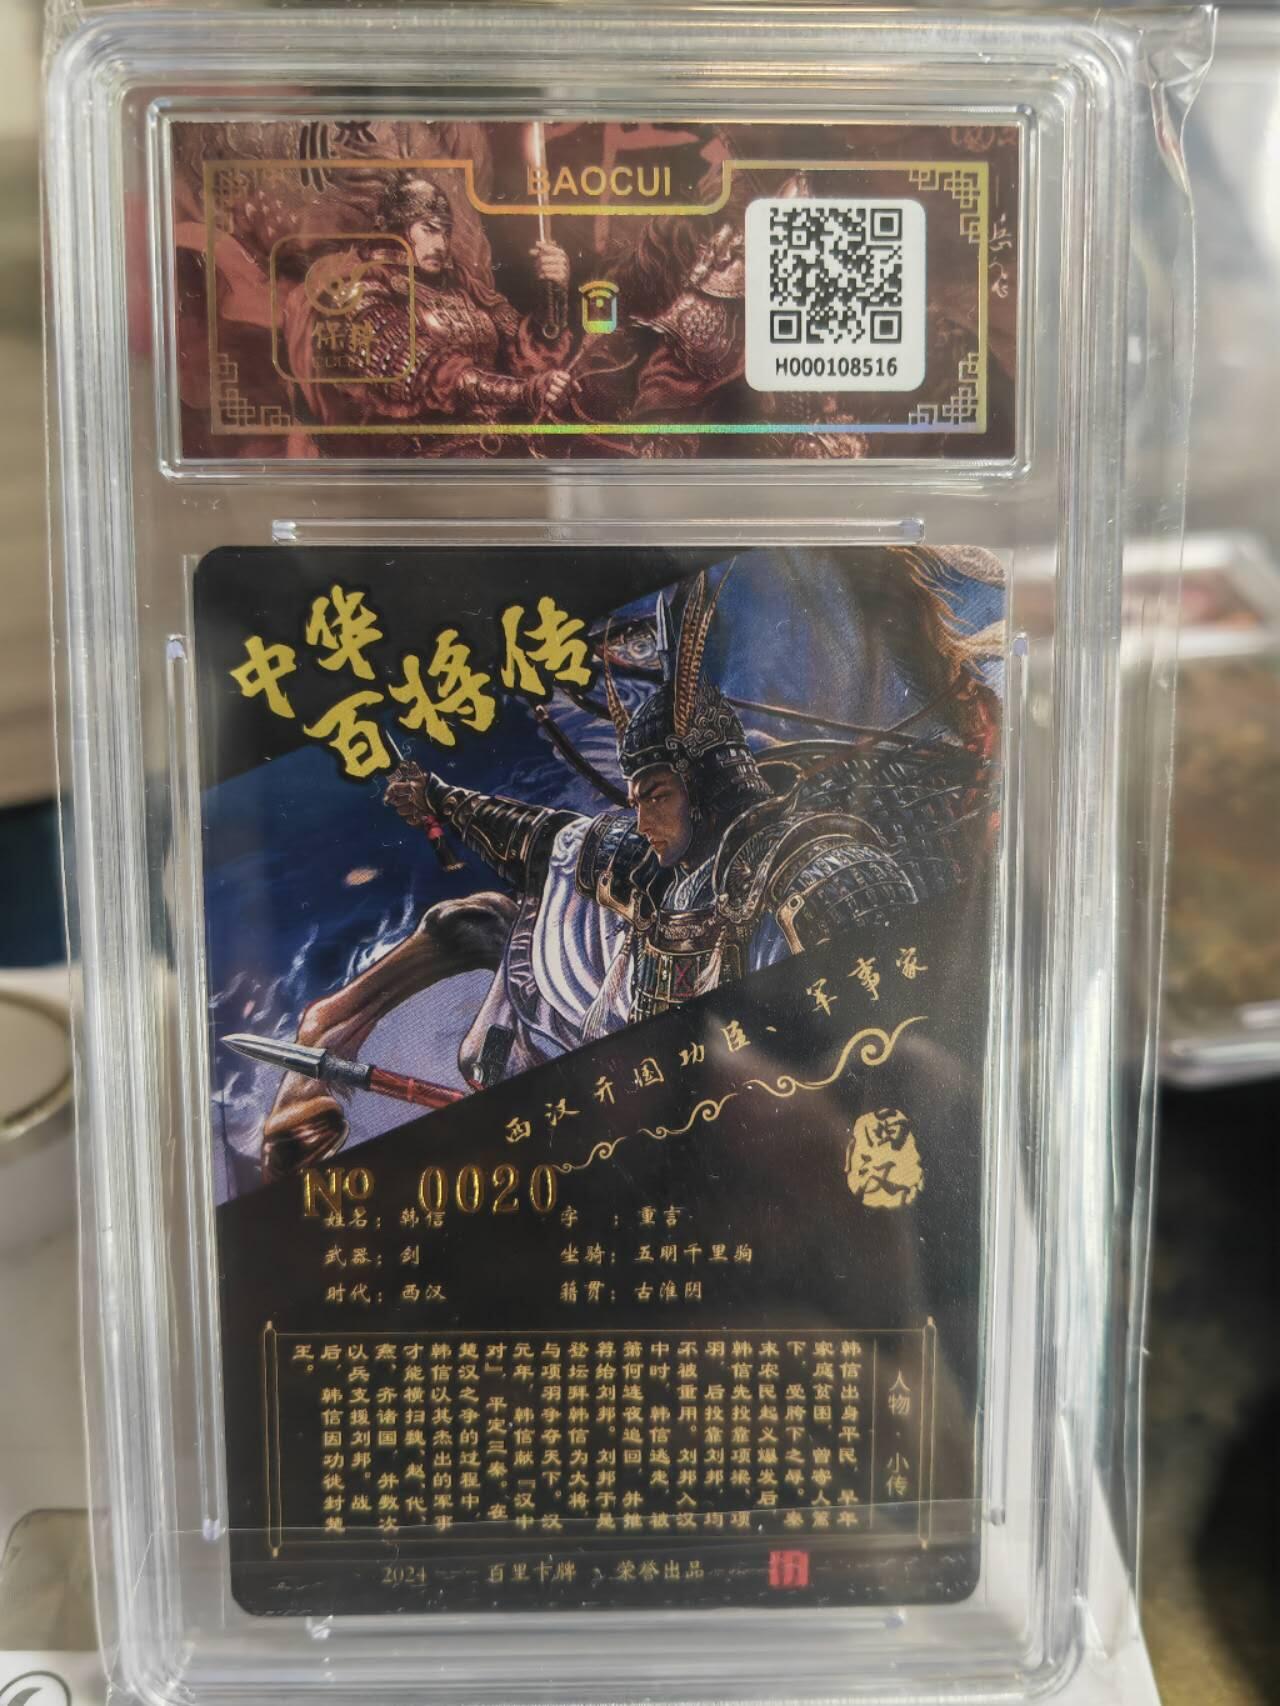 BAOCUI
保粹
H000108516
中华
百将传
西汉开国功臣、军事家
西汉
No 0020
姓名：韩信 字：重言
武器：剑 坐骑：五明千里驹
时代：西汉 籍贯：古淮阴
人物·小传
韩信出身平民，早年
家庭贫困，曾寄人篱
下，受胯下之辱。秦
末农民起义爆发后，
韩信先投靠项梁、项
羽，后投靠刘邦，均
不被重用。刘邦入汉
中时，韩信逃走，被
萧何连夜追回，并推
荐给刘邦。刘邦于是
登坛拜韩信为大将，
与项羽争夺天下。汉
元年，韩信献「汉中
对」，平定三秦。在
楚汉之争的过程中，
韩信以其杰出的军事
才能横扫魏、赵、代、
燕、齐诸国，并数次
以兵支援刘邦。战
后，韩信因功徙封楚
王。
2024 百里卡牌、荣誉出品